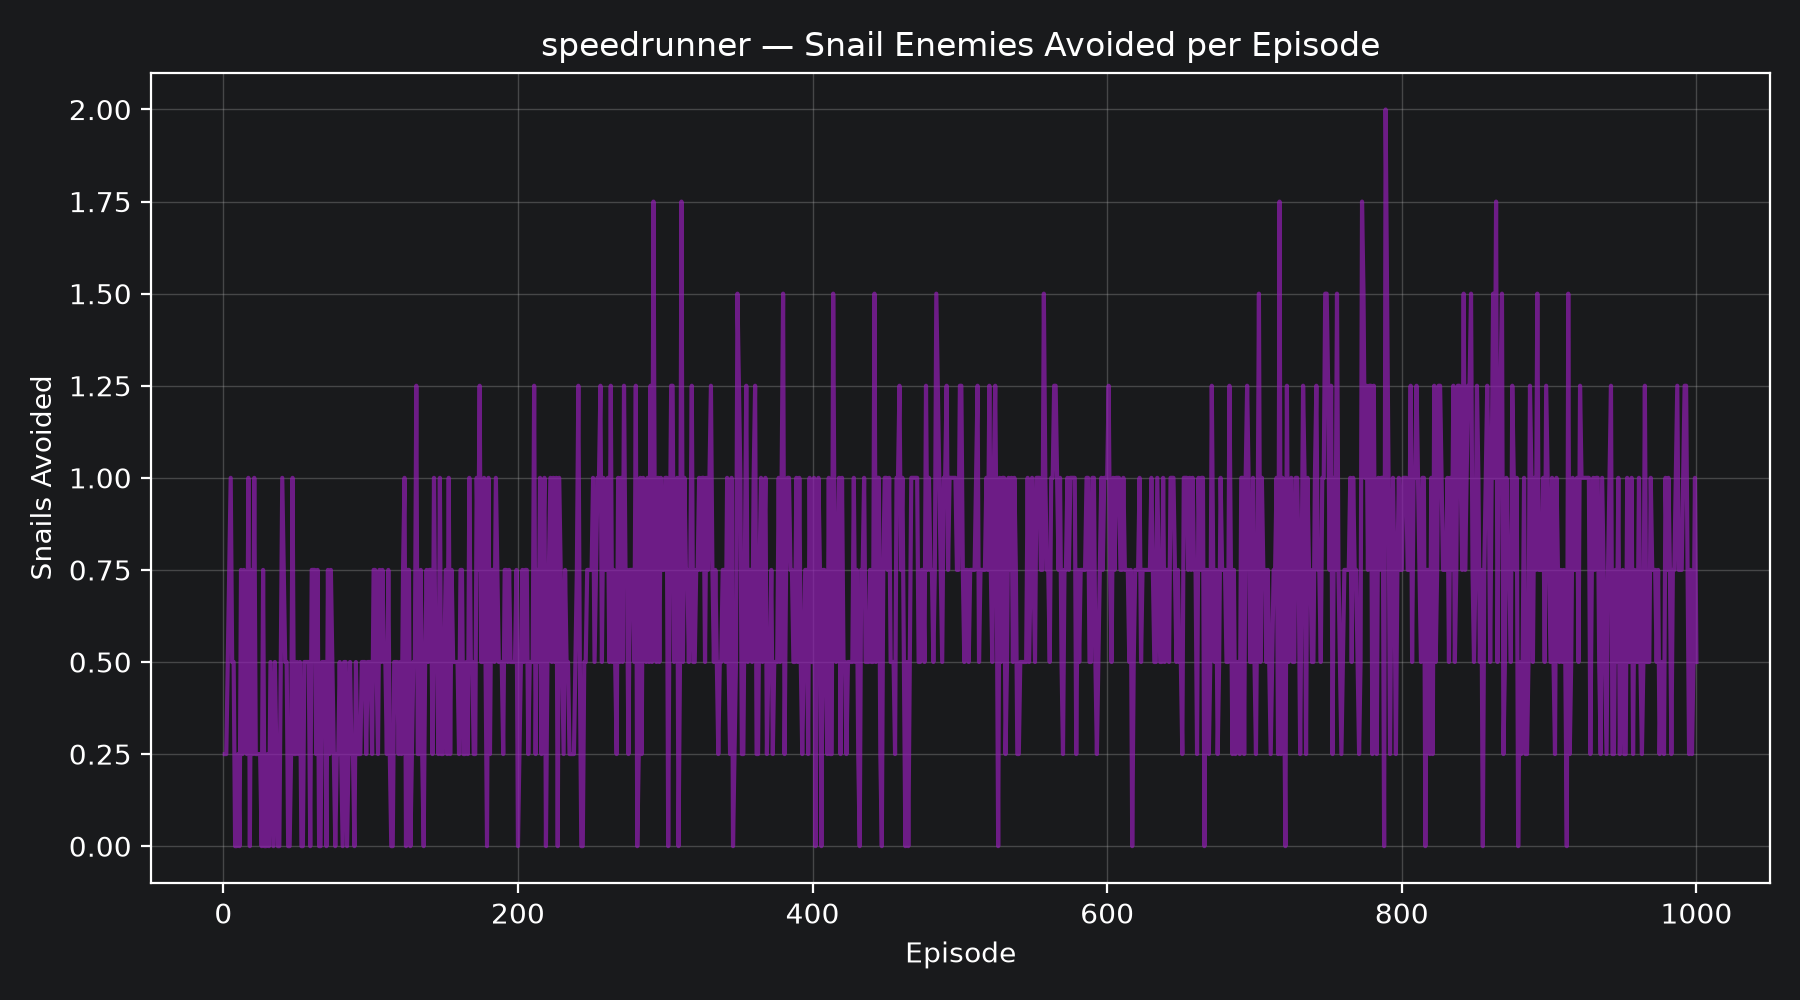 speedrunner — Snail Enemies Avoided per Episode
2.00
1.75
1.50
1.25
1.00
0.75
0.50
0.25
0.00
Snails Avoided
0 200 400 600 800 1000
Episode